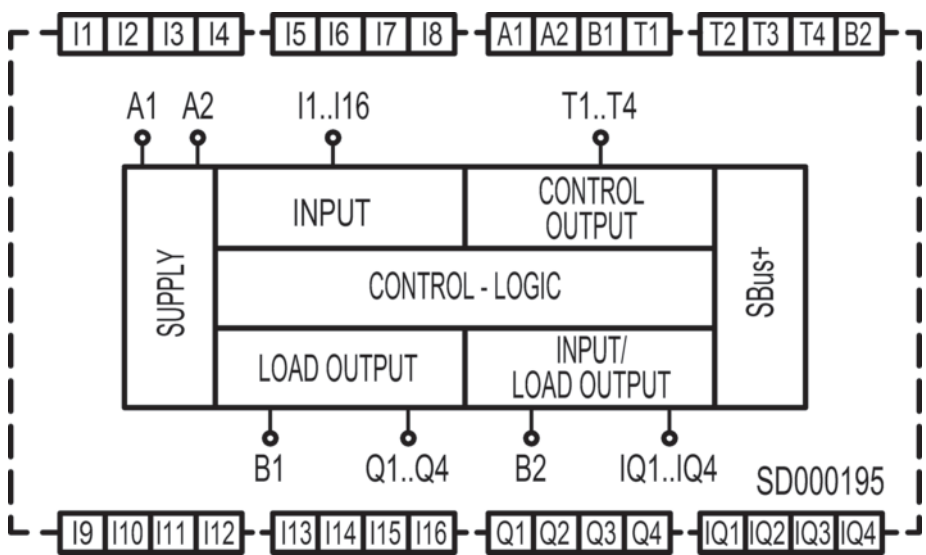 I1 I2 I3 I4 I5 I6 I7 I8 A1 A2 B1 T1 T2 T3 T4 B2
A1 A2 I1..I16 T1..T4
INPUT
CONTROL
OUTPUT
SUPPLY
CONTROL - LOGIC
SBus+
LOAD OUTPUT
INPUT/
LOAD OUTPUT
B1 Q1..Q4 B2 IQ1..IQ4
SD000195
I9 I10 I11 I12 I13 I14 I15 I16 Q1 Q2 Q3 Q4 IQ1 IQ2 IQ3 IQ4